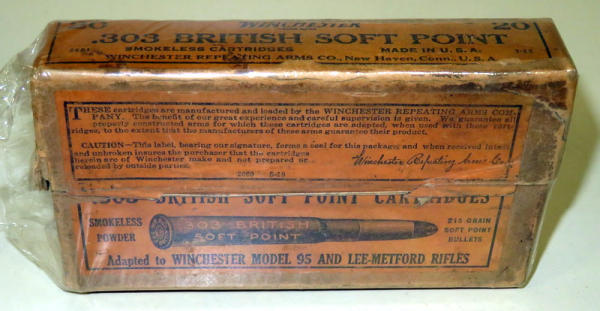 20 WINCHESTER 20
.303 BRITISH SOFT POINT
SMOKELESS CARTRIDGES MADE IN U.S.A.
WINCHESTER REPEATING ARMS CO., New Haven, Conn., U.S.A.
THESE cartridges are manufactured and loaded by the WINCHESTER REPEATING ARMS COM-
PANY. The benefit of our great experience and careful supervision is given. We guarantee all
properly constructed arms for which these cartridges are adapted, when used with these cart-
ridges, to the extent that the manufacturers of these arms guarantee their product.
CAUTION—This label, bearing our signature, forms a seal for this package, and when received intact
and unbroken insures the purchaser that the cartridges
herein are of Winchester make and not prepared or
reloaded by outside parties.
Winchester Repeating Arms Co.
.303 BRITISH SOFT POINT CARTRIDGES
SMOKELESS
POWDER
.303 BRITISH
SOFT POINT
215 GRAIN
SOFT POINT
BULLETS
Adapted to WINCHESTER MODEL 95 AND LEE-METFORD RIFLES